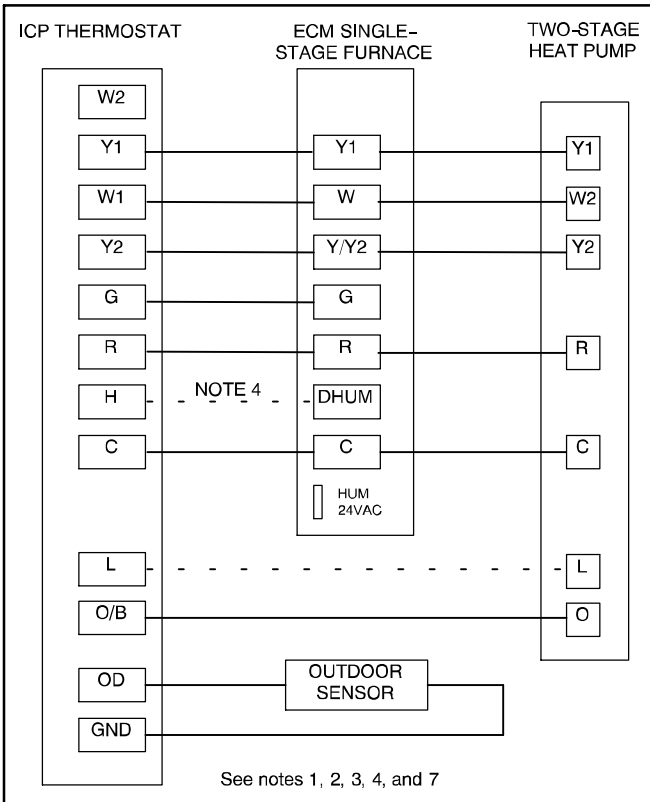 ICP THERMOSTAT
ECM SINGLE-
STAGE FURNACE
TWO-STAGE
HEAT PUMP
W2
Y1 Y1 Y1
W1 W W2
Y2 Y/Y2 Y2
G G
R R R
H NOTE 4 DHUM
C C C
HUM
24VAC
L L
O/B O
OD OUTDOOR
SENSOR
GND
See notes 1, 2, 3, 4, and 7